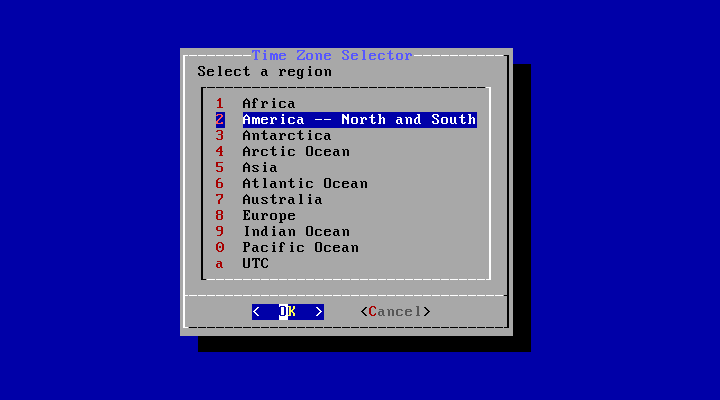 Time Zone Selector
Select a region
1 Africa
2 America -- North and South
3 Antarctica
4 Arctic Ocean
5 Asia
6 Atlantic Ocean
7 Australia
8 Europe
9 Indian Ocean
0 Pacific Ocean
a UTC
< OK > <Cancel>